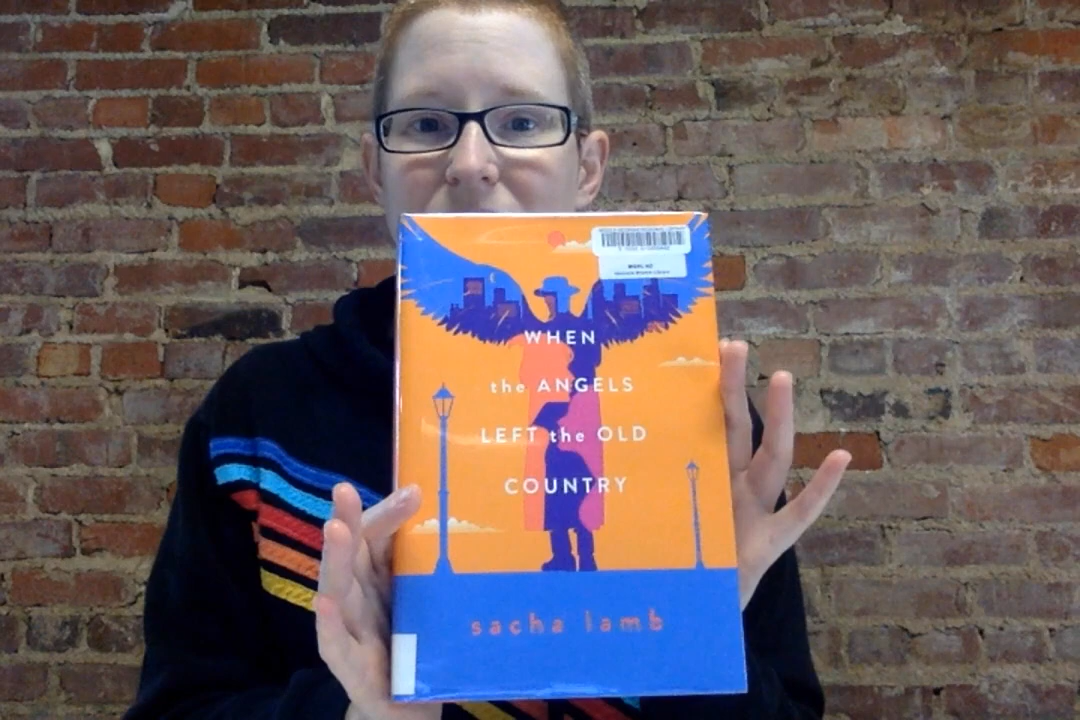 WHEN
the ANGELS
LEFT the OLD
COUNTRY
sacha lamb